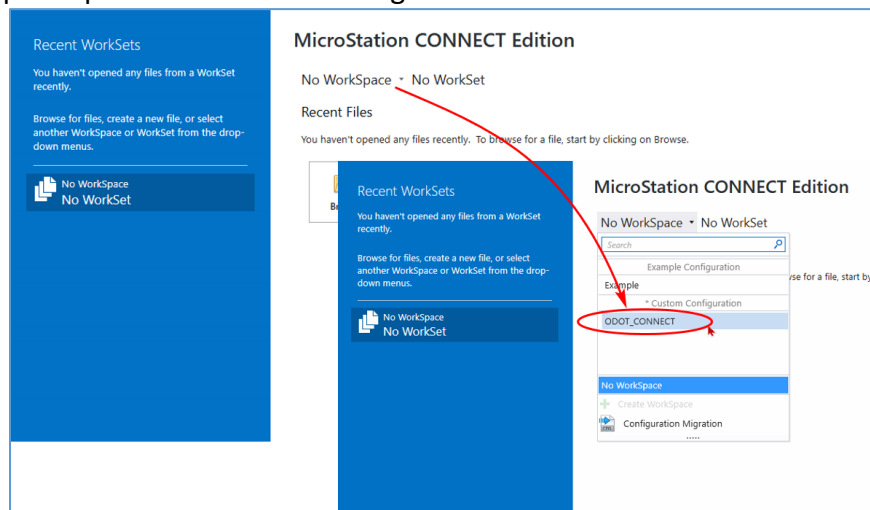 Recent WorkSets
You haven't opened any files from a WorkSet
recently.
Browse for files, create a new file, or select
another WorkSpace or WorkSet from the drop-
down menus.
No WorkSpace
No WorkSet
MicroStation CONNECT Edition
No WorkSpace No WorkSet
Recent Files
You haven't opened any files recently. To browse for a file, start by clicking on Browse.
Recent WorkSets
You haven't opened any files from a WorkSet
recently.
Browse for files, create a new file, or select
another WorkSpace or WorkSet from the drop-
down menus.
No WorkSpace
No WorkSet
MicroStation CONNECT Edition
No WorkSpace No WorkSet
Search
Example Configuration
Example
* Custom Configuration
ODOT_CONNECT
No WorkSpace
Create WorkSpace
Configuration Migration
.....
for a file, start by